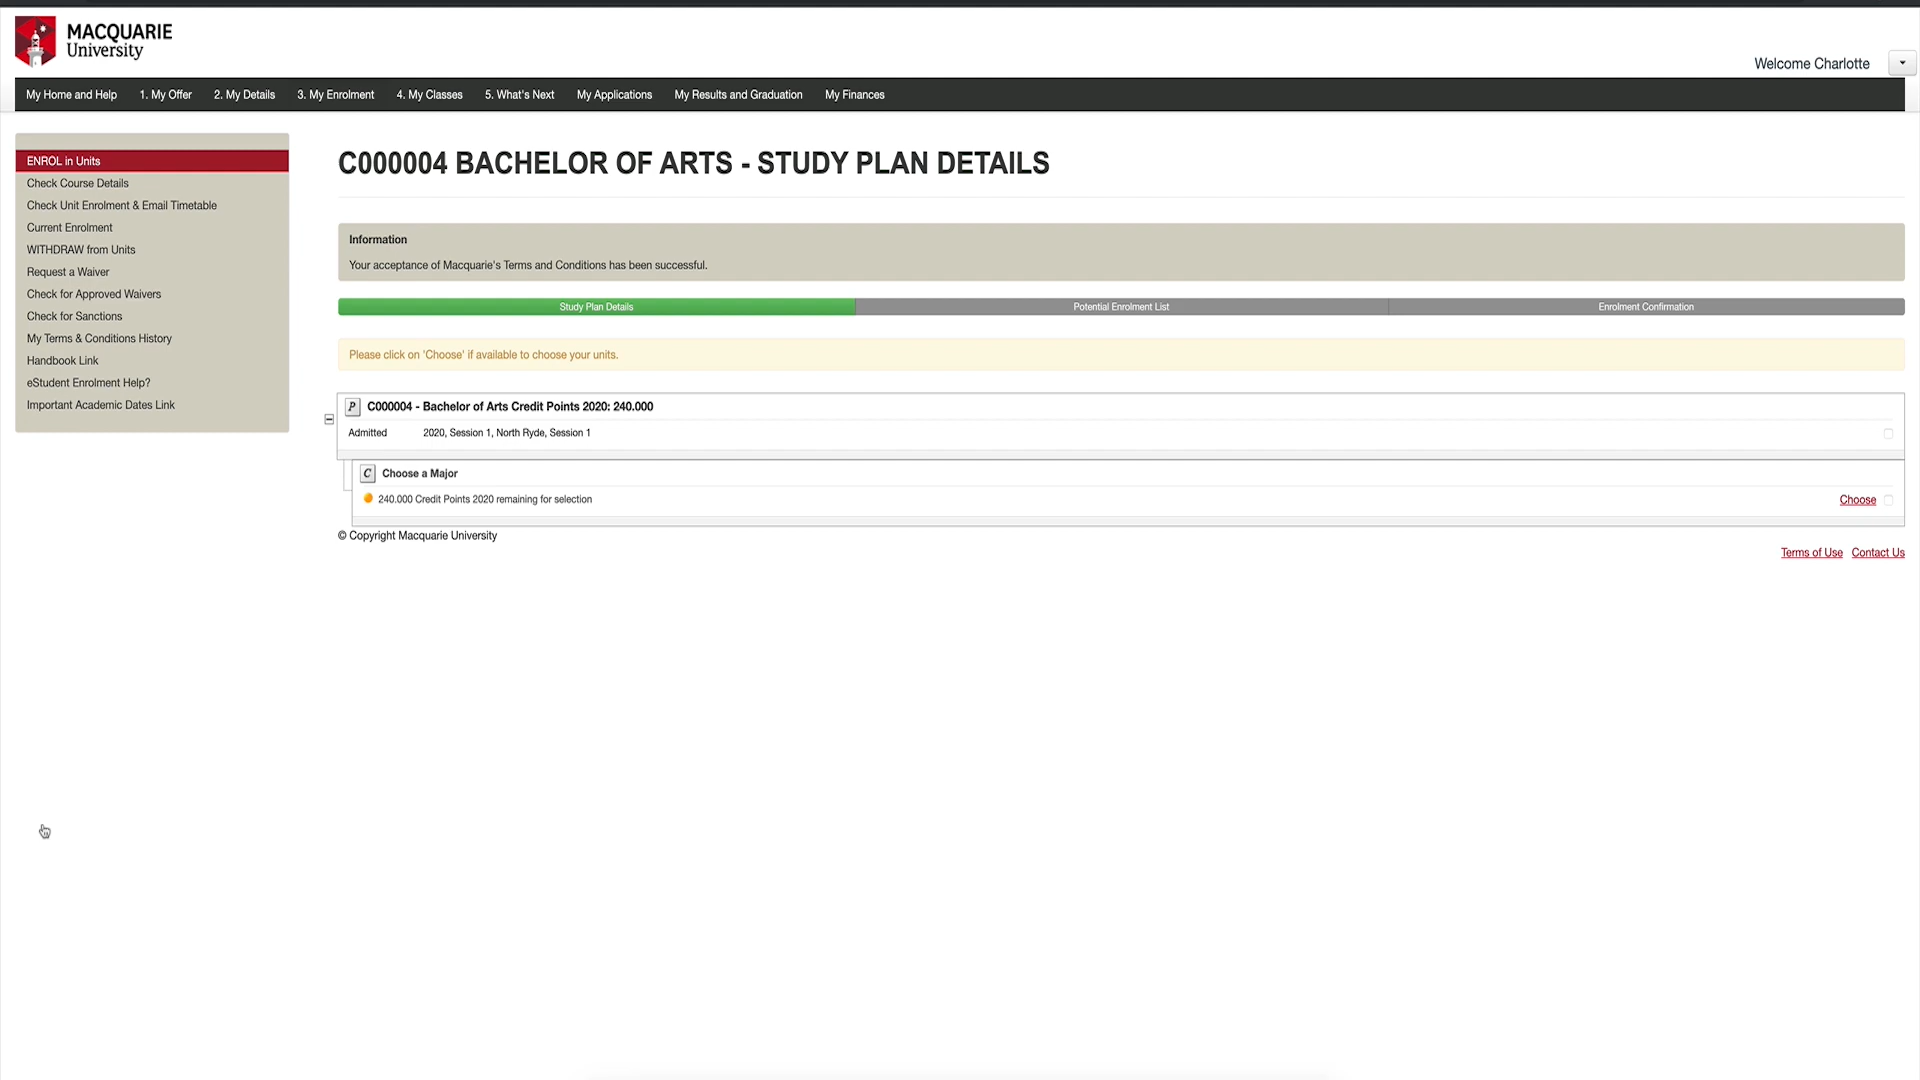 MACQUARIE
University
Welcome Charlotte
My Home and Help 1. My Offer 2. My Details 3. My Enrolment 4. My Classes 5. What's Next My Applications My Results and Graduation My Finances
ENROL in Units
Check Course Details
Check Unit Enrolment & Email Timetable
Current Enrolment
WITHDRAW from Units
Request a Waiver
Check for Approved Waivers
Check for Sanctions
My Terms & Conditions History
Handbook Link
eStudent Enrolment Help?
Important Academic Dates Link
C000004 BACHELOR OF ARTS - STUDY PLAN DETAILS
Information
Your acceptance of Macquarie's Terms and Conditions has been successful.
Study Plan Details Potential Enrolment List Enrolment Confirmation
Please click on 'Choose' if available to choose your units.
P C000004 - Bachelor of Arts Credit Points 2020: 240.000
Admitted 2020, Session 1, North Ryde, Session 1
C Choose a Major
240.000 Credit Points 2020 remaining for selection Choose
© Copyright Macquarie University
Terms of Use Contact Us